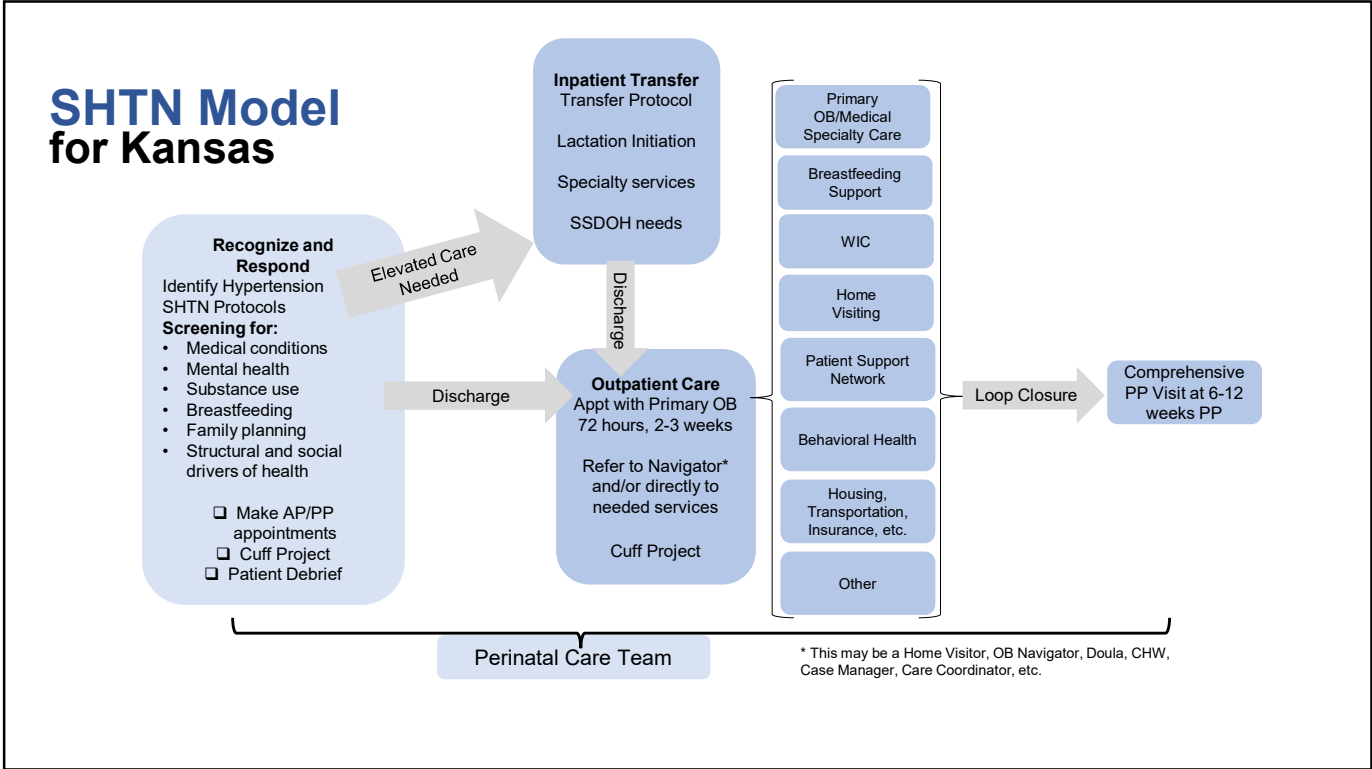 SHTN Model
for Kansas
Recognize and
Respond
Identify Hypertension
SHTN Protocols
Screening for:
• Medical conditions
• Mental health
• Substance use
• Breastfeeding
• Family planning
• Structural and social
drivers of health
❑ Make AP/PP
appointments
❑ Cuff Project
❑ Patient Debrief
Elevated Care
Needed
Discharge
Inpatient Transfer
Transfer Protocol
Lactation Initiation
Specialty services
SSDOH needs
Discharge
Outpatient Care
Appt with Primary OB
72 hours, 2-3 weeks
Refer to Navigator*
and/or directly to
needed services
Cuff Project
Primary
OB/Medical
Specialty Care
Breastfeeding
Support
WIC
Home
Visiting
Patient Support
Network
Behavioral Health
Housing,
Transportation,
Insurance, etc.
Other
Loop Closure
Comprehensive
PP Visit at 6-12
weeks PP
Perinatal Care Team
* This may be a Home Visitor, OB Navigator, Doula, CHW,
Case Manager, Care Coordinator, etc.